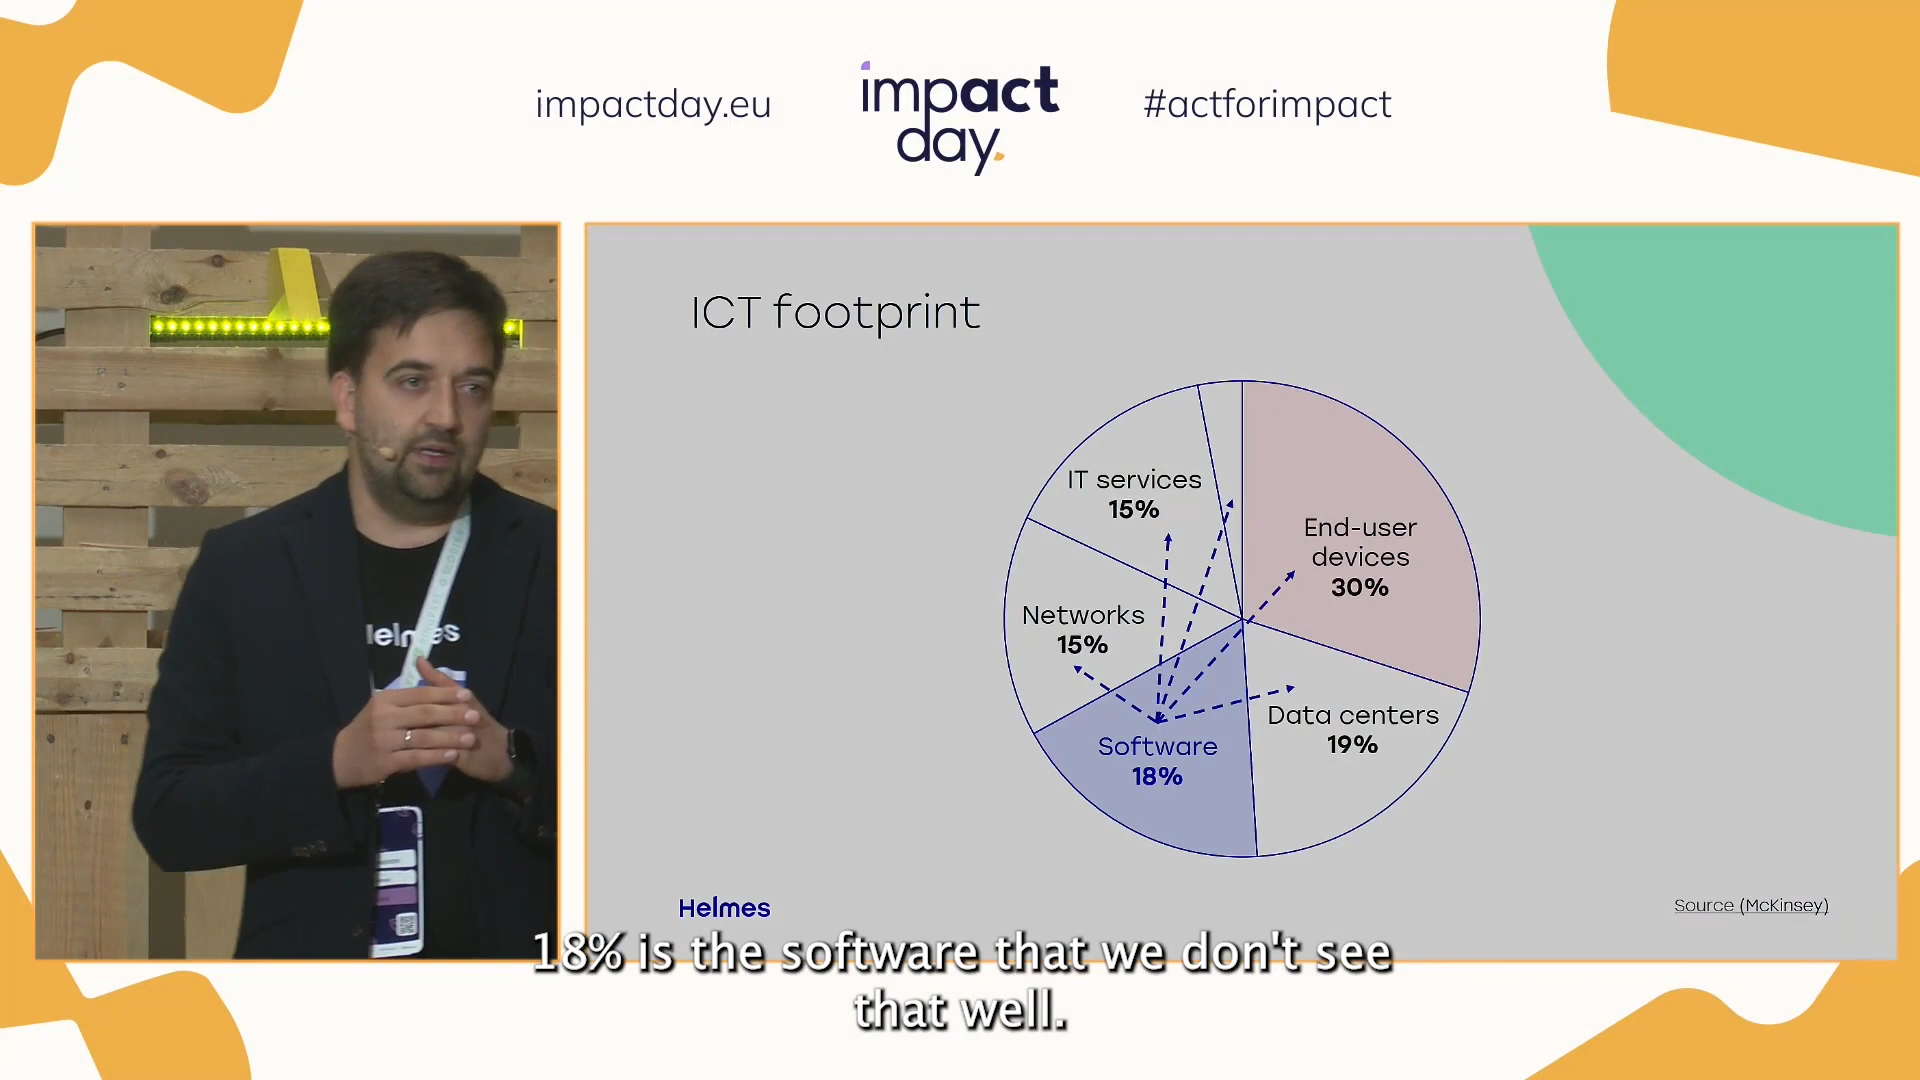 impactday.eu
impact
day.
#actforimpact
ICT footprint
IT services
15%
End-user
devices
30%
Networks
15%
Data centers
19%
Software
18%
Helmes
Source (McKinsey)
18% is the software that we don't see
that well.